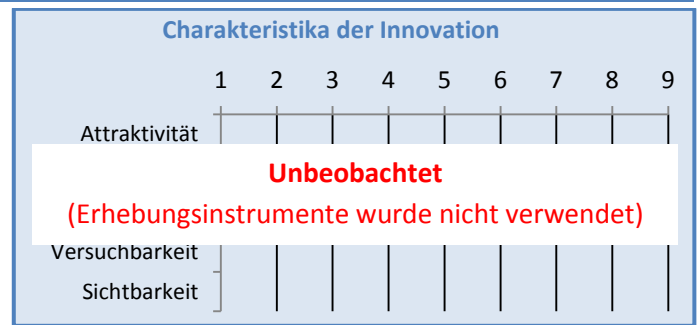 Charakteristika der Innovation
1 2 3 4 5 6 7 8 9
Attraktivität
Unbeobachtet
(Erhebungsinstrumente wurde nicht verwendet)
Versuchbarkeit
Sichtbarkeit